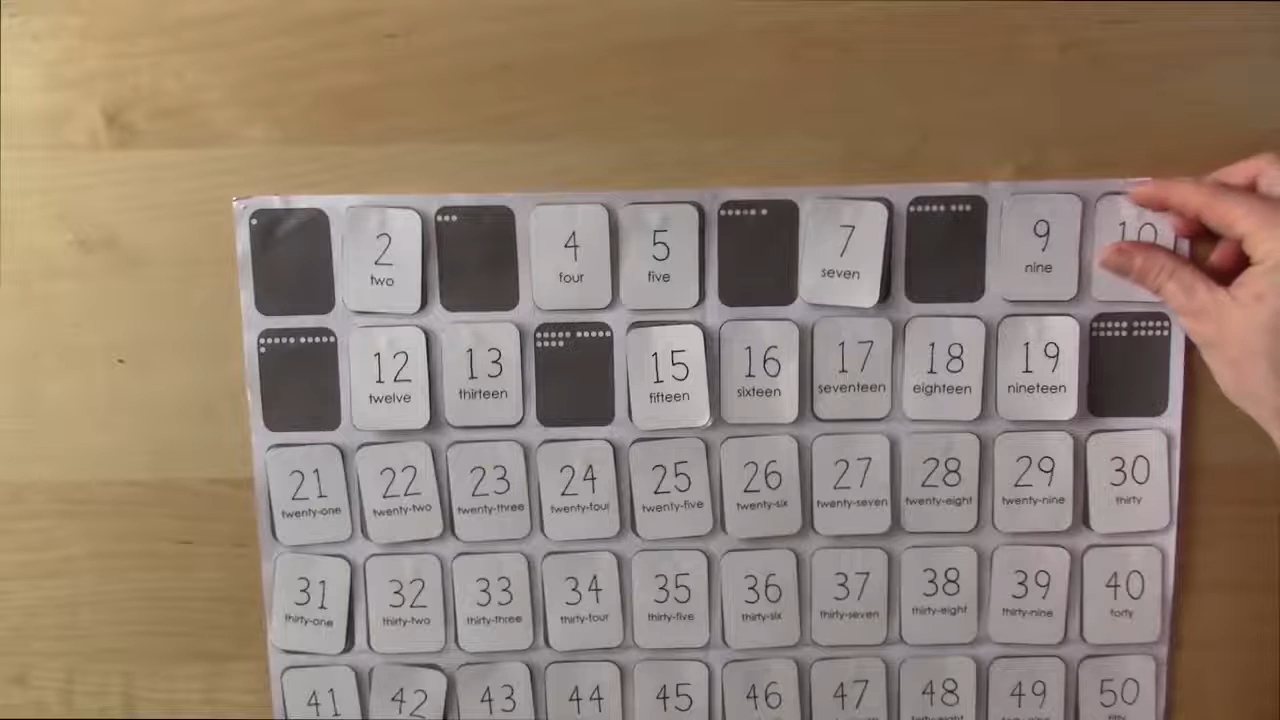 2 4 5 7 9 10
two four five seven nine
12 13 15 16 17 18 19
twelve thirteen fifteen sixteen seventeen eighteen nineteen
21 22 23 24 25 26 27 28 29 30
twenty-one twenty-two twenty-three twenty-four twenty-five twenty-six twenty-seven twenty-eight twenty-nine thirty
31 32 33 34 35 36 37 38 39 40
thirty-one thirty-two thirty-three thirty-four thirty-five thirty-six thirty-seven thirty-eight thirty-nine forty
41 42 43 44 45 46 47 48 49 50